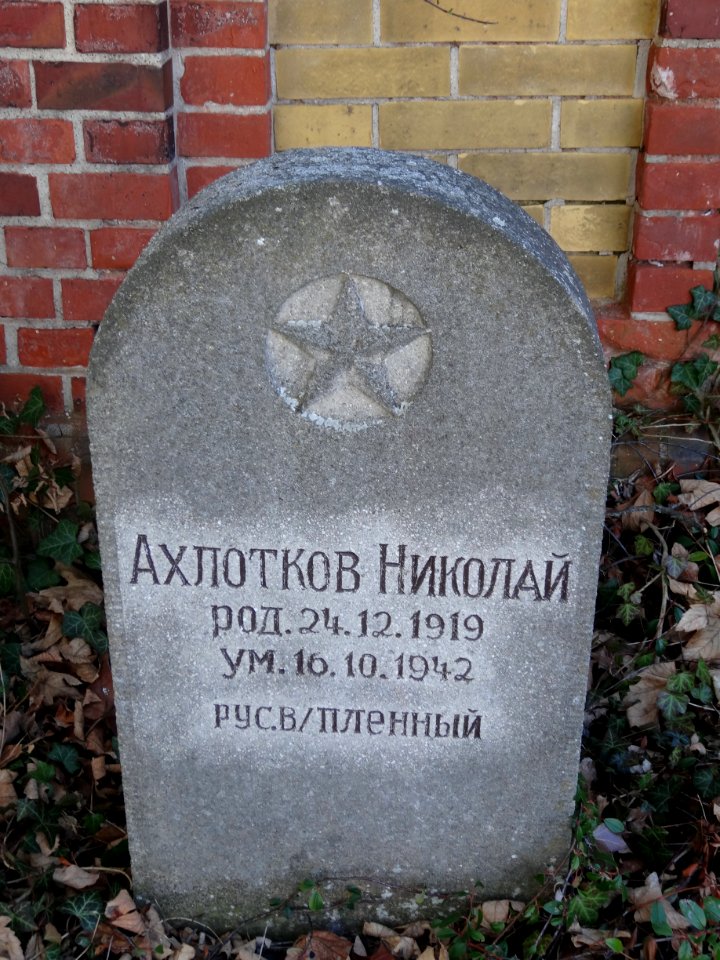 Ахлотков Николай
род. 24.12.1919
ум. 16.10.1942
рус.в/пленный